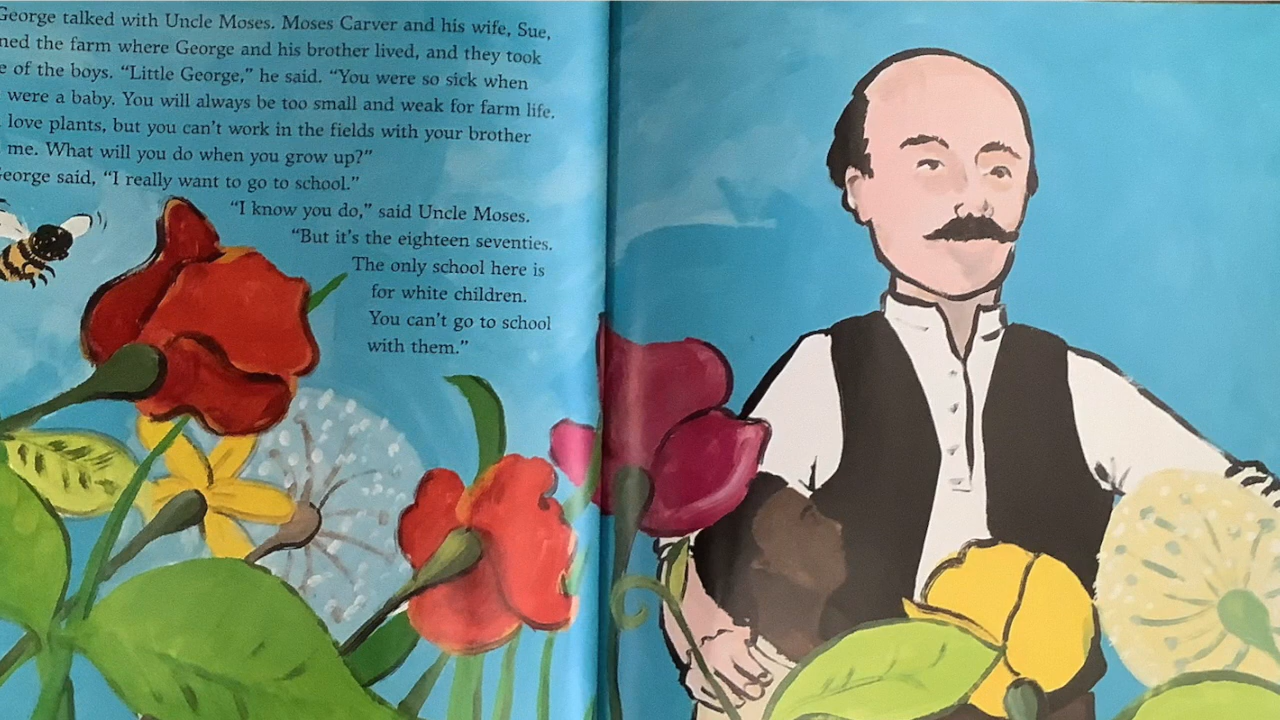 George talked with Uncle Moses. Moses Carver and his wife, Sue,
ned the farm where George and his brother lived, and they took
e of the boys. “Little George,” he said. “You were so sick when
were a baby. You will always be too small and weak for farm life.
love plants, but you can’t work in the fields with your brother
me. What will you do when you grow up?”
George said, “I really want to go to school.”
“I know you do,” said Uncle Moses.
“But it’s the eighteen seventies.
The only school here is
for white children.
You can’t go to school
with them.”